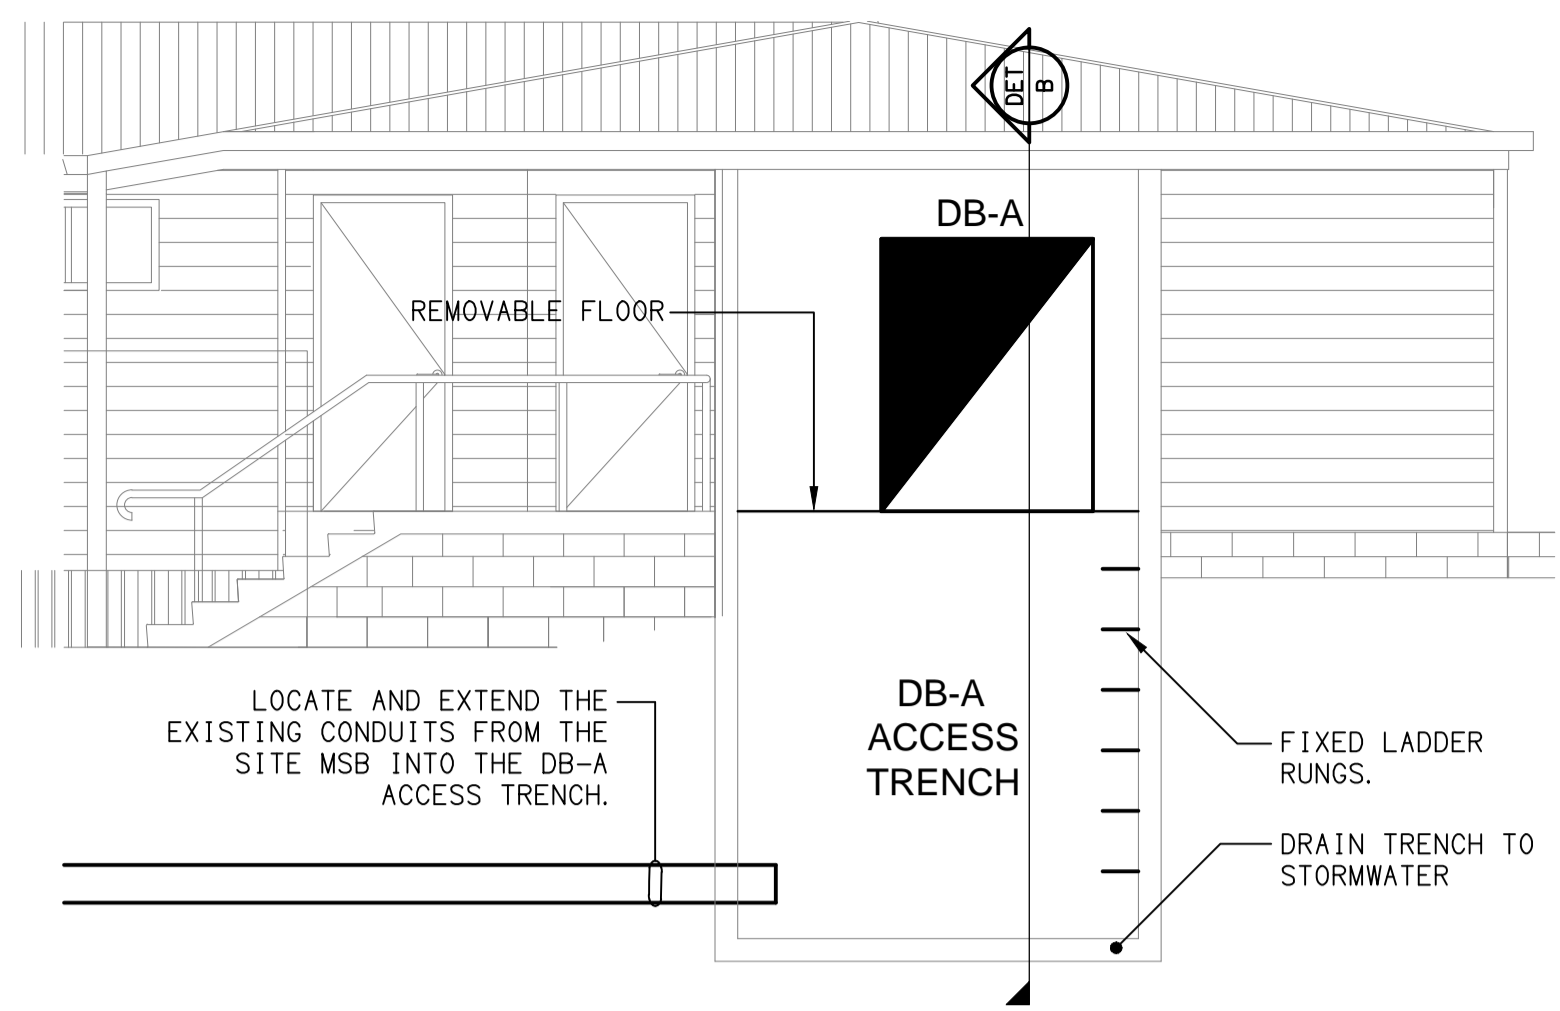 DET
B
DB-A
REMOVABLE FLOOR
DB-A
ACCESS
TRENCH
LOCATE AND EXTEND THE
EXISTING CONDUITS FROM THE
SITE MSB INTO THE DB-A
ACCESS TRENCH.
FIXED LADDER
RUNGS.
DRAIN TRENCH TO
STORMWATER